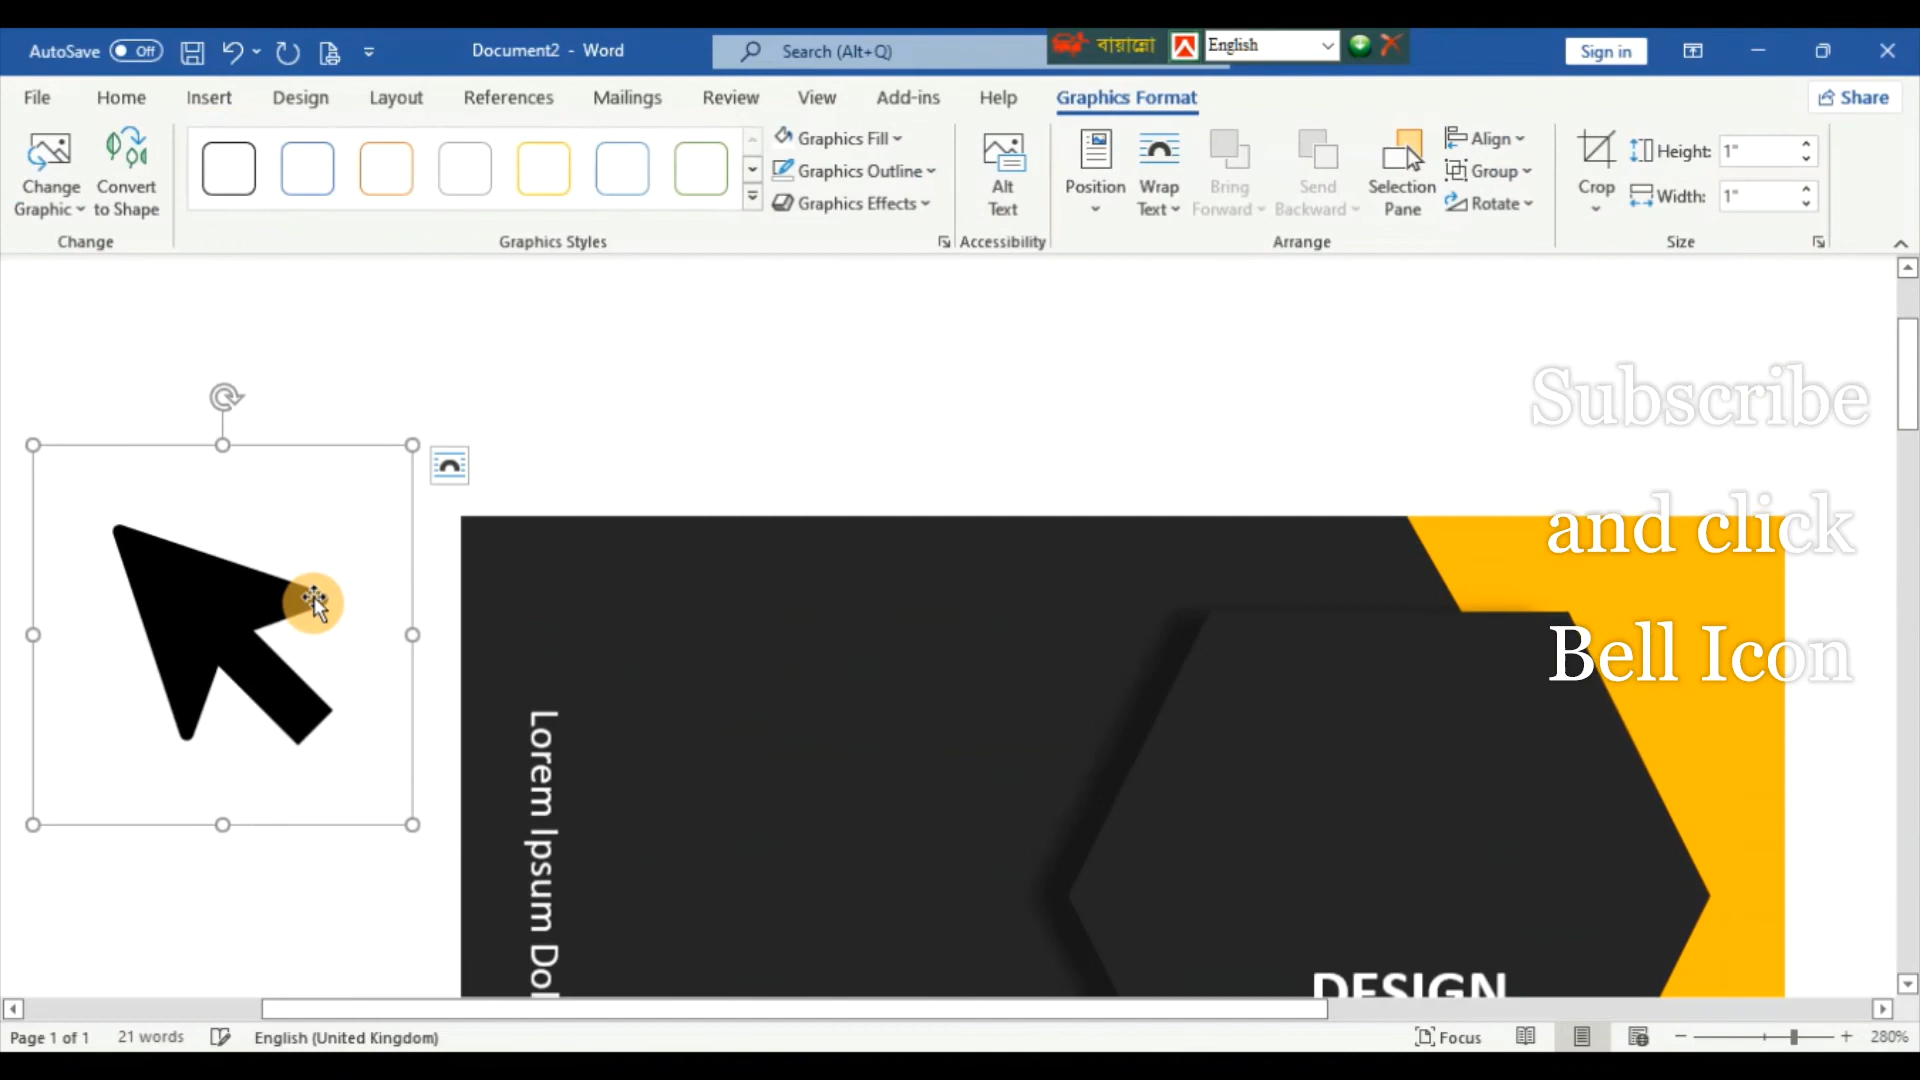 AutoSave Off Document2 - Word Search (Alt+Q) বায়ান্নো English Sign in
File Home Insert Design Layout References Mailings Review View Add-ins Help Graphics Format Share
Change Graphic
Convert to Shape
Change
Graphics Fill
Graphics Outline
Graphics Effects
Graphics Styles
Alt Text
Accessibility
Position
Wrap Text
Bring Forward
Send Backward
Selection Pane
Align
Group
Rotate
Arrange
Crop
Height: 1"
Width: 1"
Size
Subscribe
and click
Bell Icon
Lorem Ipsum Dol
DESIGN
Page 1 of 1 21 words English (United Kingdom) Focus 280%